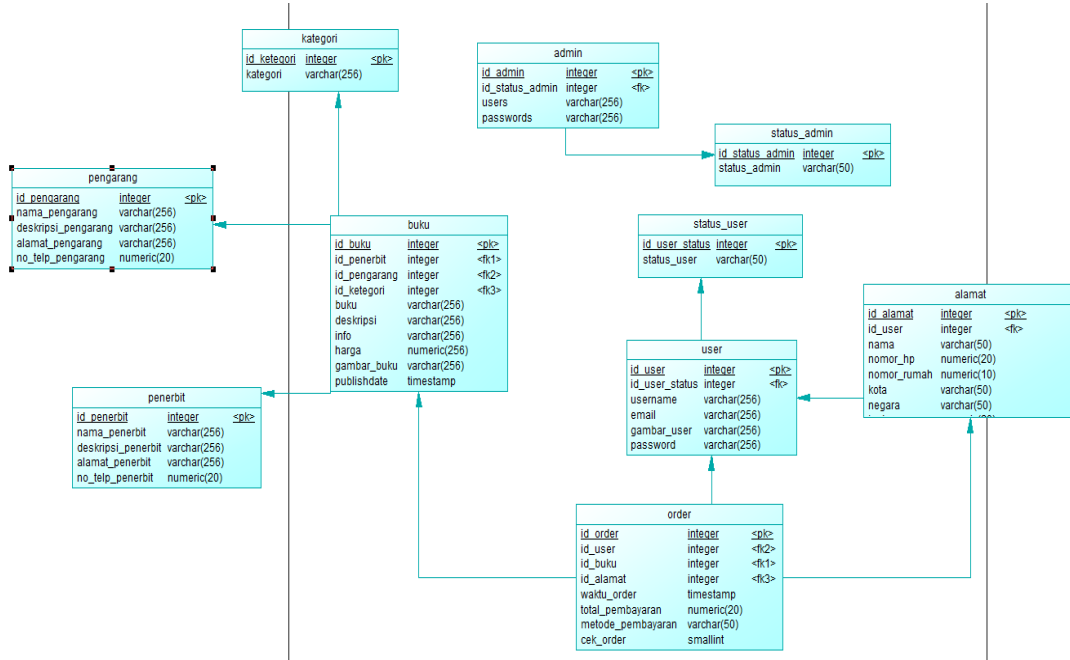 kategori
id_ketegori integer <pk>
kategori varchar(256)
admin
id_admin integer <pk>
id_status_admin integer <fk>
users varchar(256)
passwords varchar(256)
status_admin
id_status_admin integer <pk>
status_admin varchar(50)
pengarang
id_pengarang integer <pk>
nama_pengarang varchar(256)
deskripsi_pengarang varchar(256)
alamat_pengarang varchar(256)
no_telp_pengarang numeric(20)
buku
id_buku integer <pk>
id_penerbit integer <fk1>
id_pengarang integer <fk2>
id_ketegori integer <fk3>
buku varchar(256)
deskripsi varchar(256)
info varchar(256)
harga numeric(256)
gambar_buku varchar(256)
publishdate timestamp
status_user
id_user_status integer <pk>
status_user varchar(50)
alamat
id_alamat integer <pk>
id_user integer <fk>
nama varchar(50)
nomor_hp numeric(20)
nomor_rumah numeric(10)
kota varchar(50)
negara varchar(50)
user
id_user integer <pk>
id_user_status integer <fk>
username varchar(256)
email varchar(256)
gambar_user varchar(256)
password varchar(256)
penerbit
id_penerbit integer <pk>
nama_penerbit varchar(256)
deskripsi_penerbit varchar(256)
alamat_penerbit varchar(256)
no_telp_penerbit numeric(20)
order
id_order integer <pk>
id_user integer <fk2>
id_buku integer <fk1>
id_alamat integer <fk3>
waktu_order timestamp
total_pembayaran numeric(20)
metode_pembayaran varchar(50)
cek_order smallint